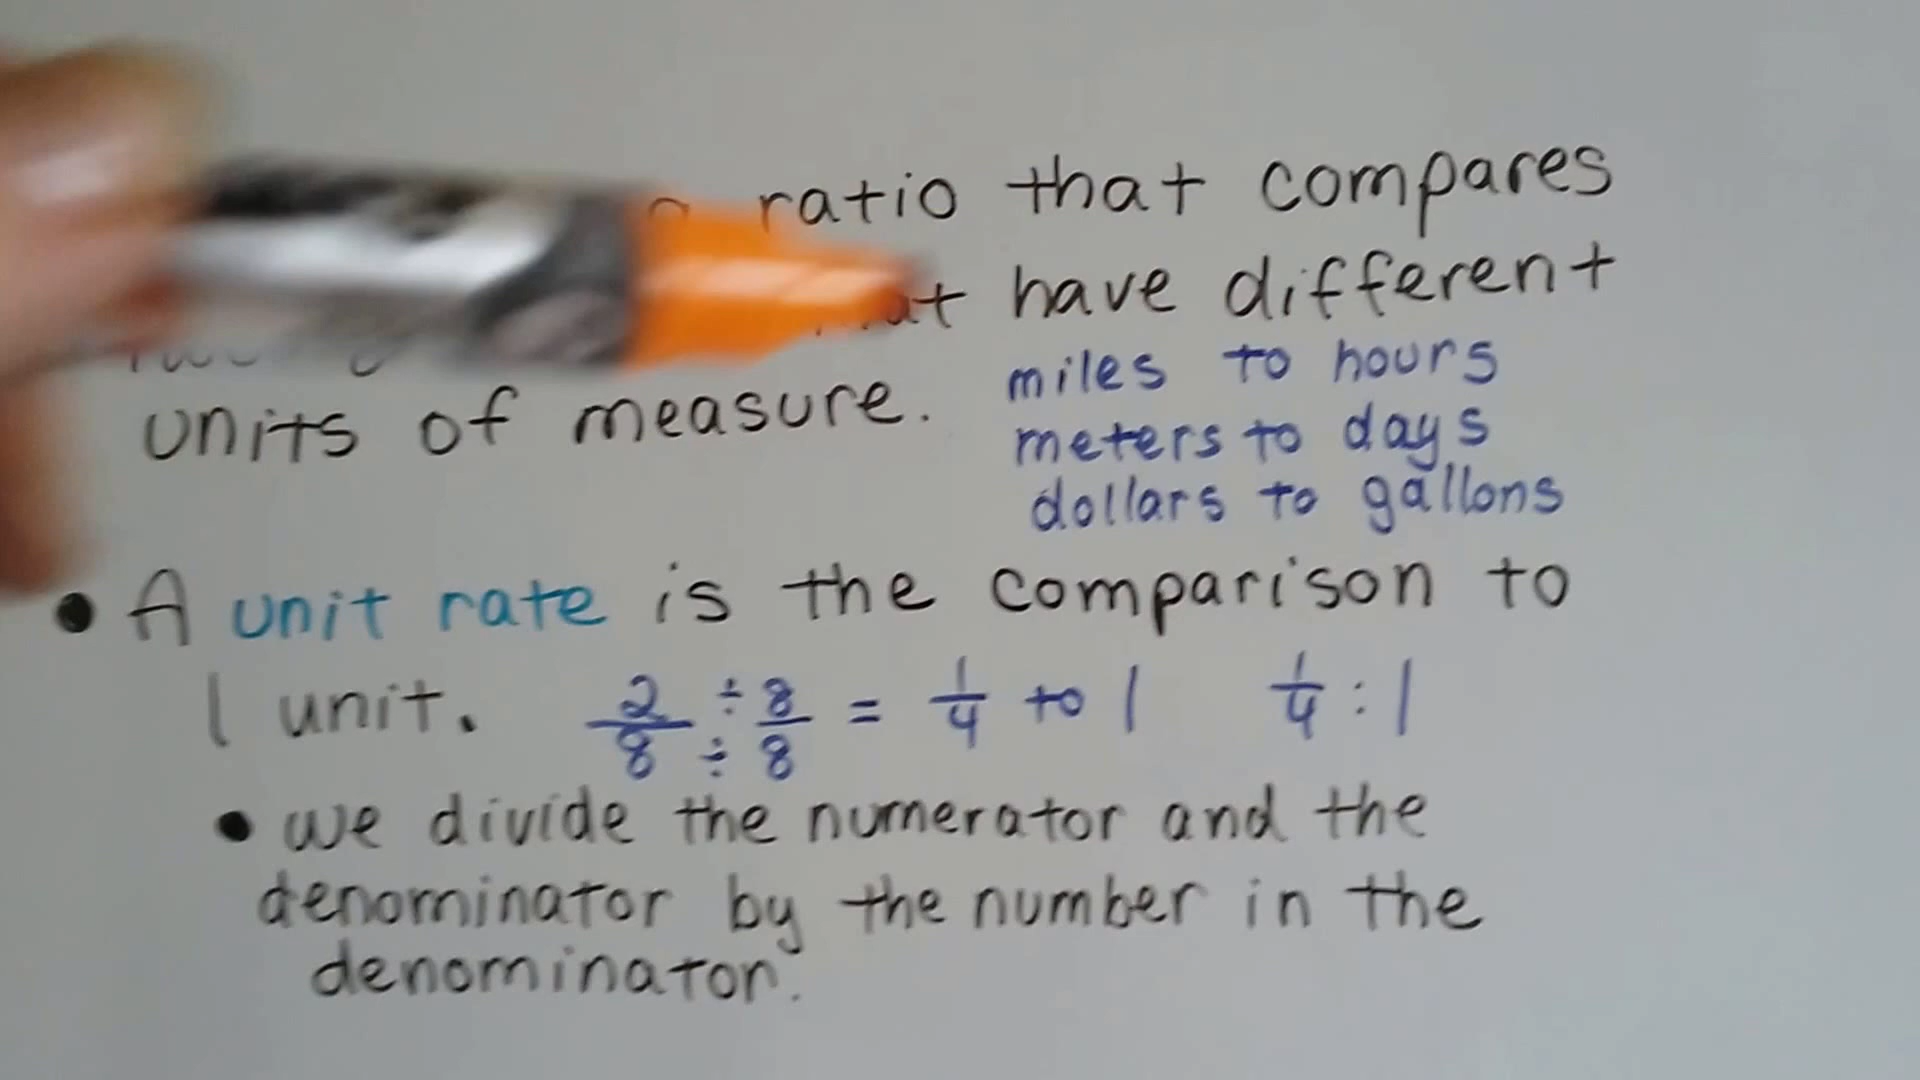 ratio that compares
have different
units of measure.
miles to hours
meters to days
dollars to gallons
• A unit rate is the comparison to
1 unit. 2/8 ÷ 8/÷ 8 = 1/4 to 1 1/4 : 1
• we divide the numerator and the
denominator by the number in the
denominator.